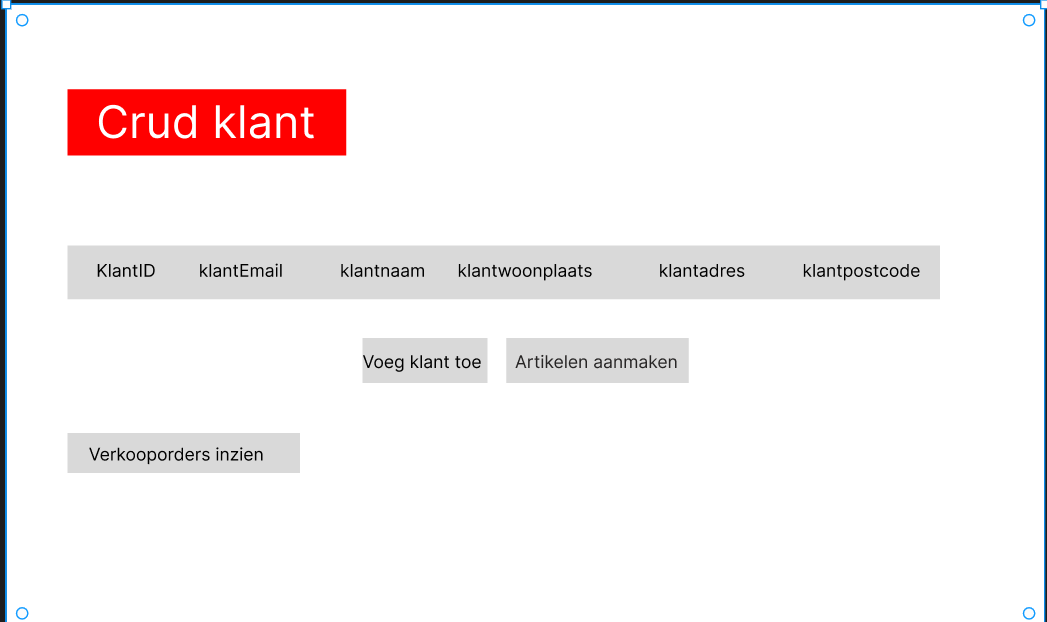 Crud klant
KlantID klantEmail klantnaam klantwoonplaats klantadres klantpostcode
Voeg klant toe Artikelen aanmaken
Verkooporders inzien